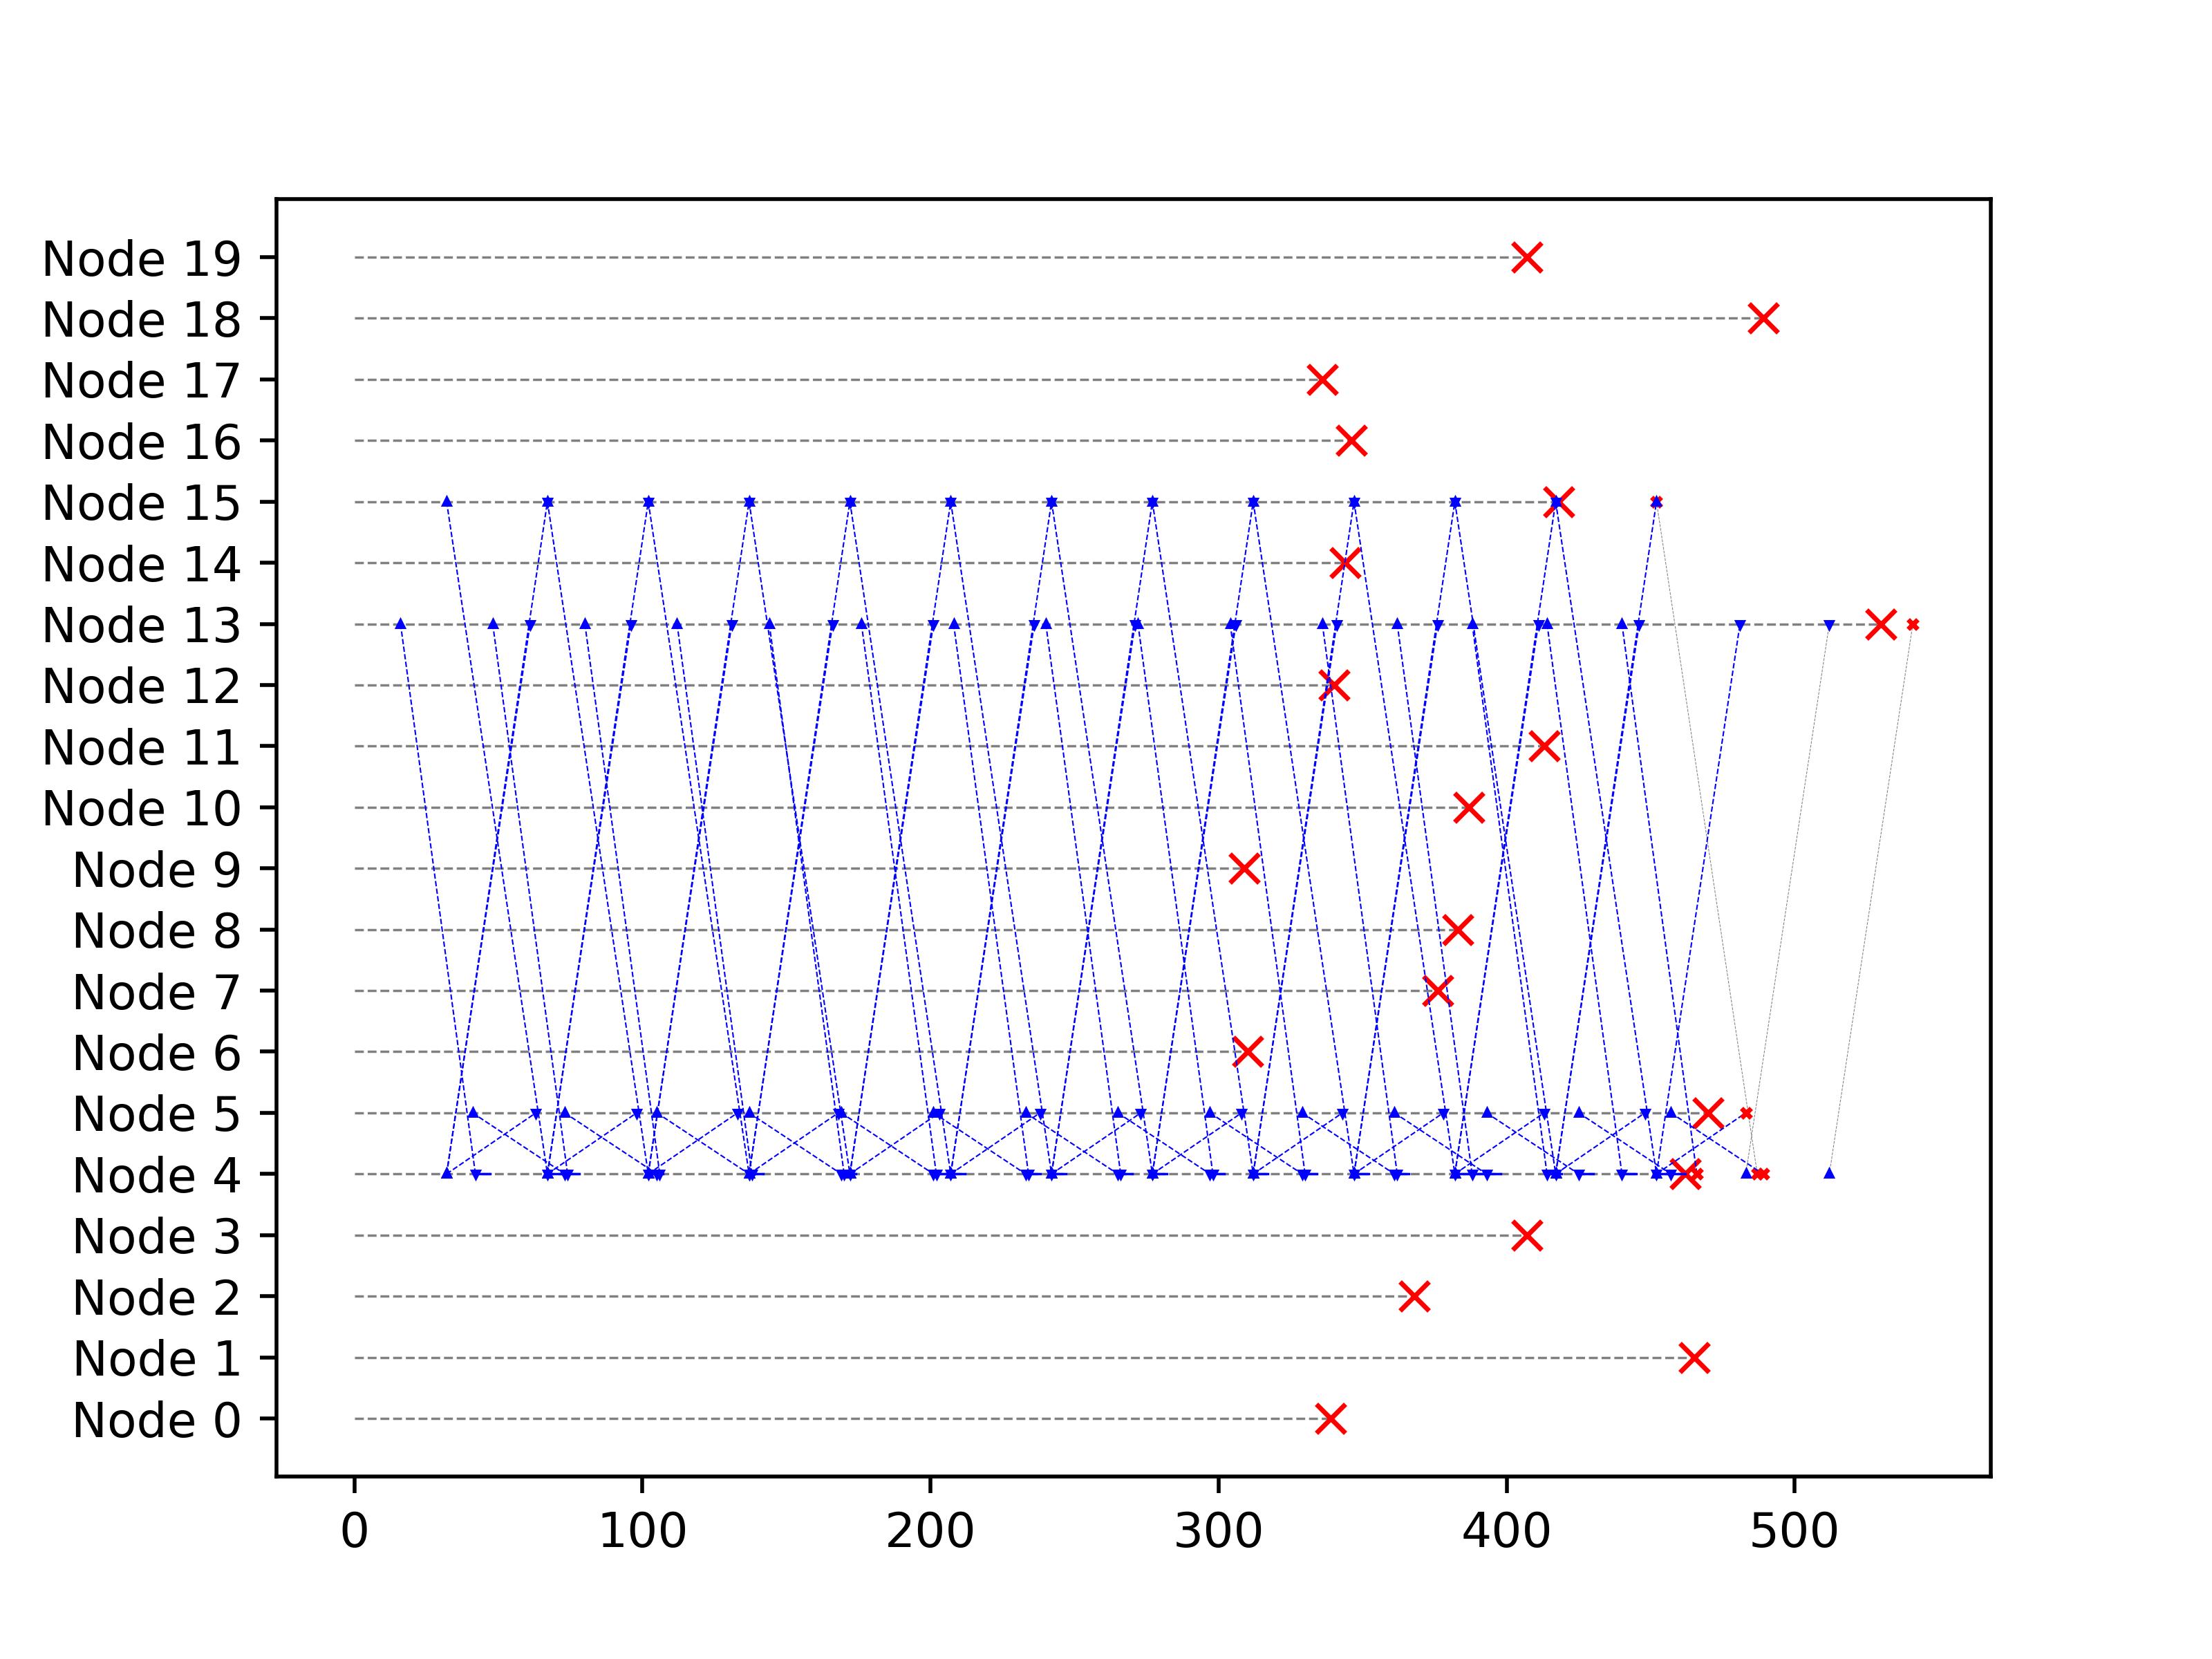 Node 19
Node 18
Node 17
Node 16
Node 15
Node 14
Node 13
Node 12
Node 11
Node 10
Node 9
Node 8
Node 7
Node 6
Node 5
Node 4
Node 3
Node 2
Node 1
Node 0
0 100 200 300 400 500